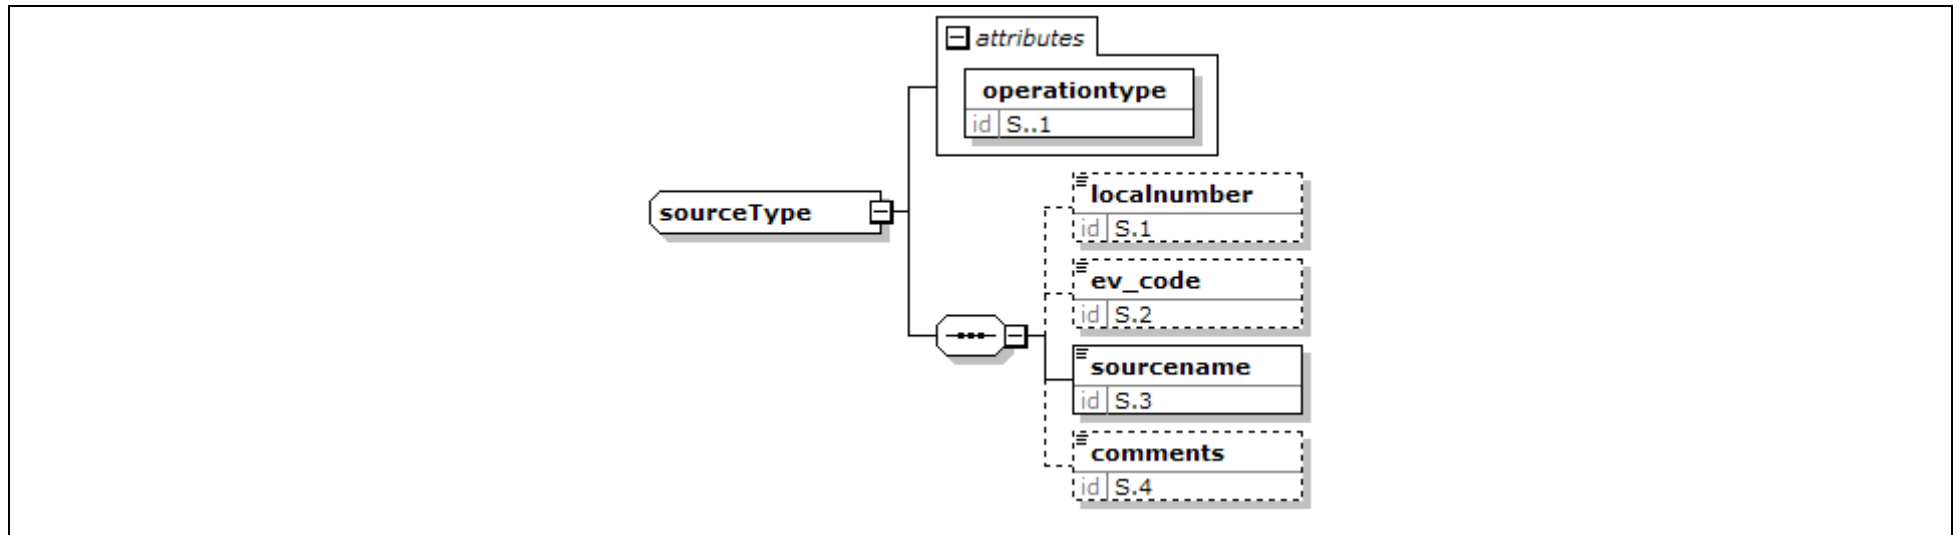 attributes
operationtype
id S..1
sourceType
localnumber
id S.1
ev_code
id S.2
sourcename
id S.3
comments
id S.4